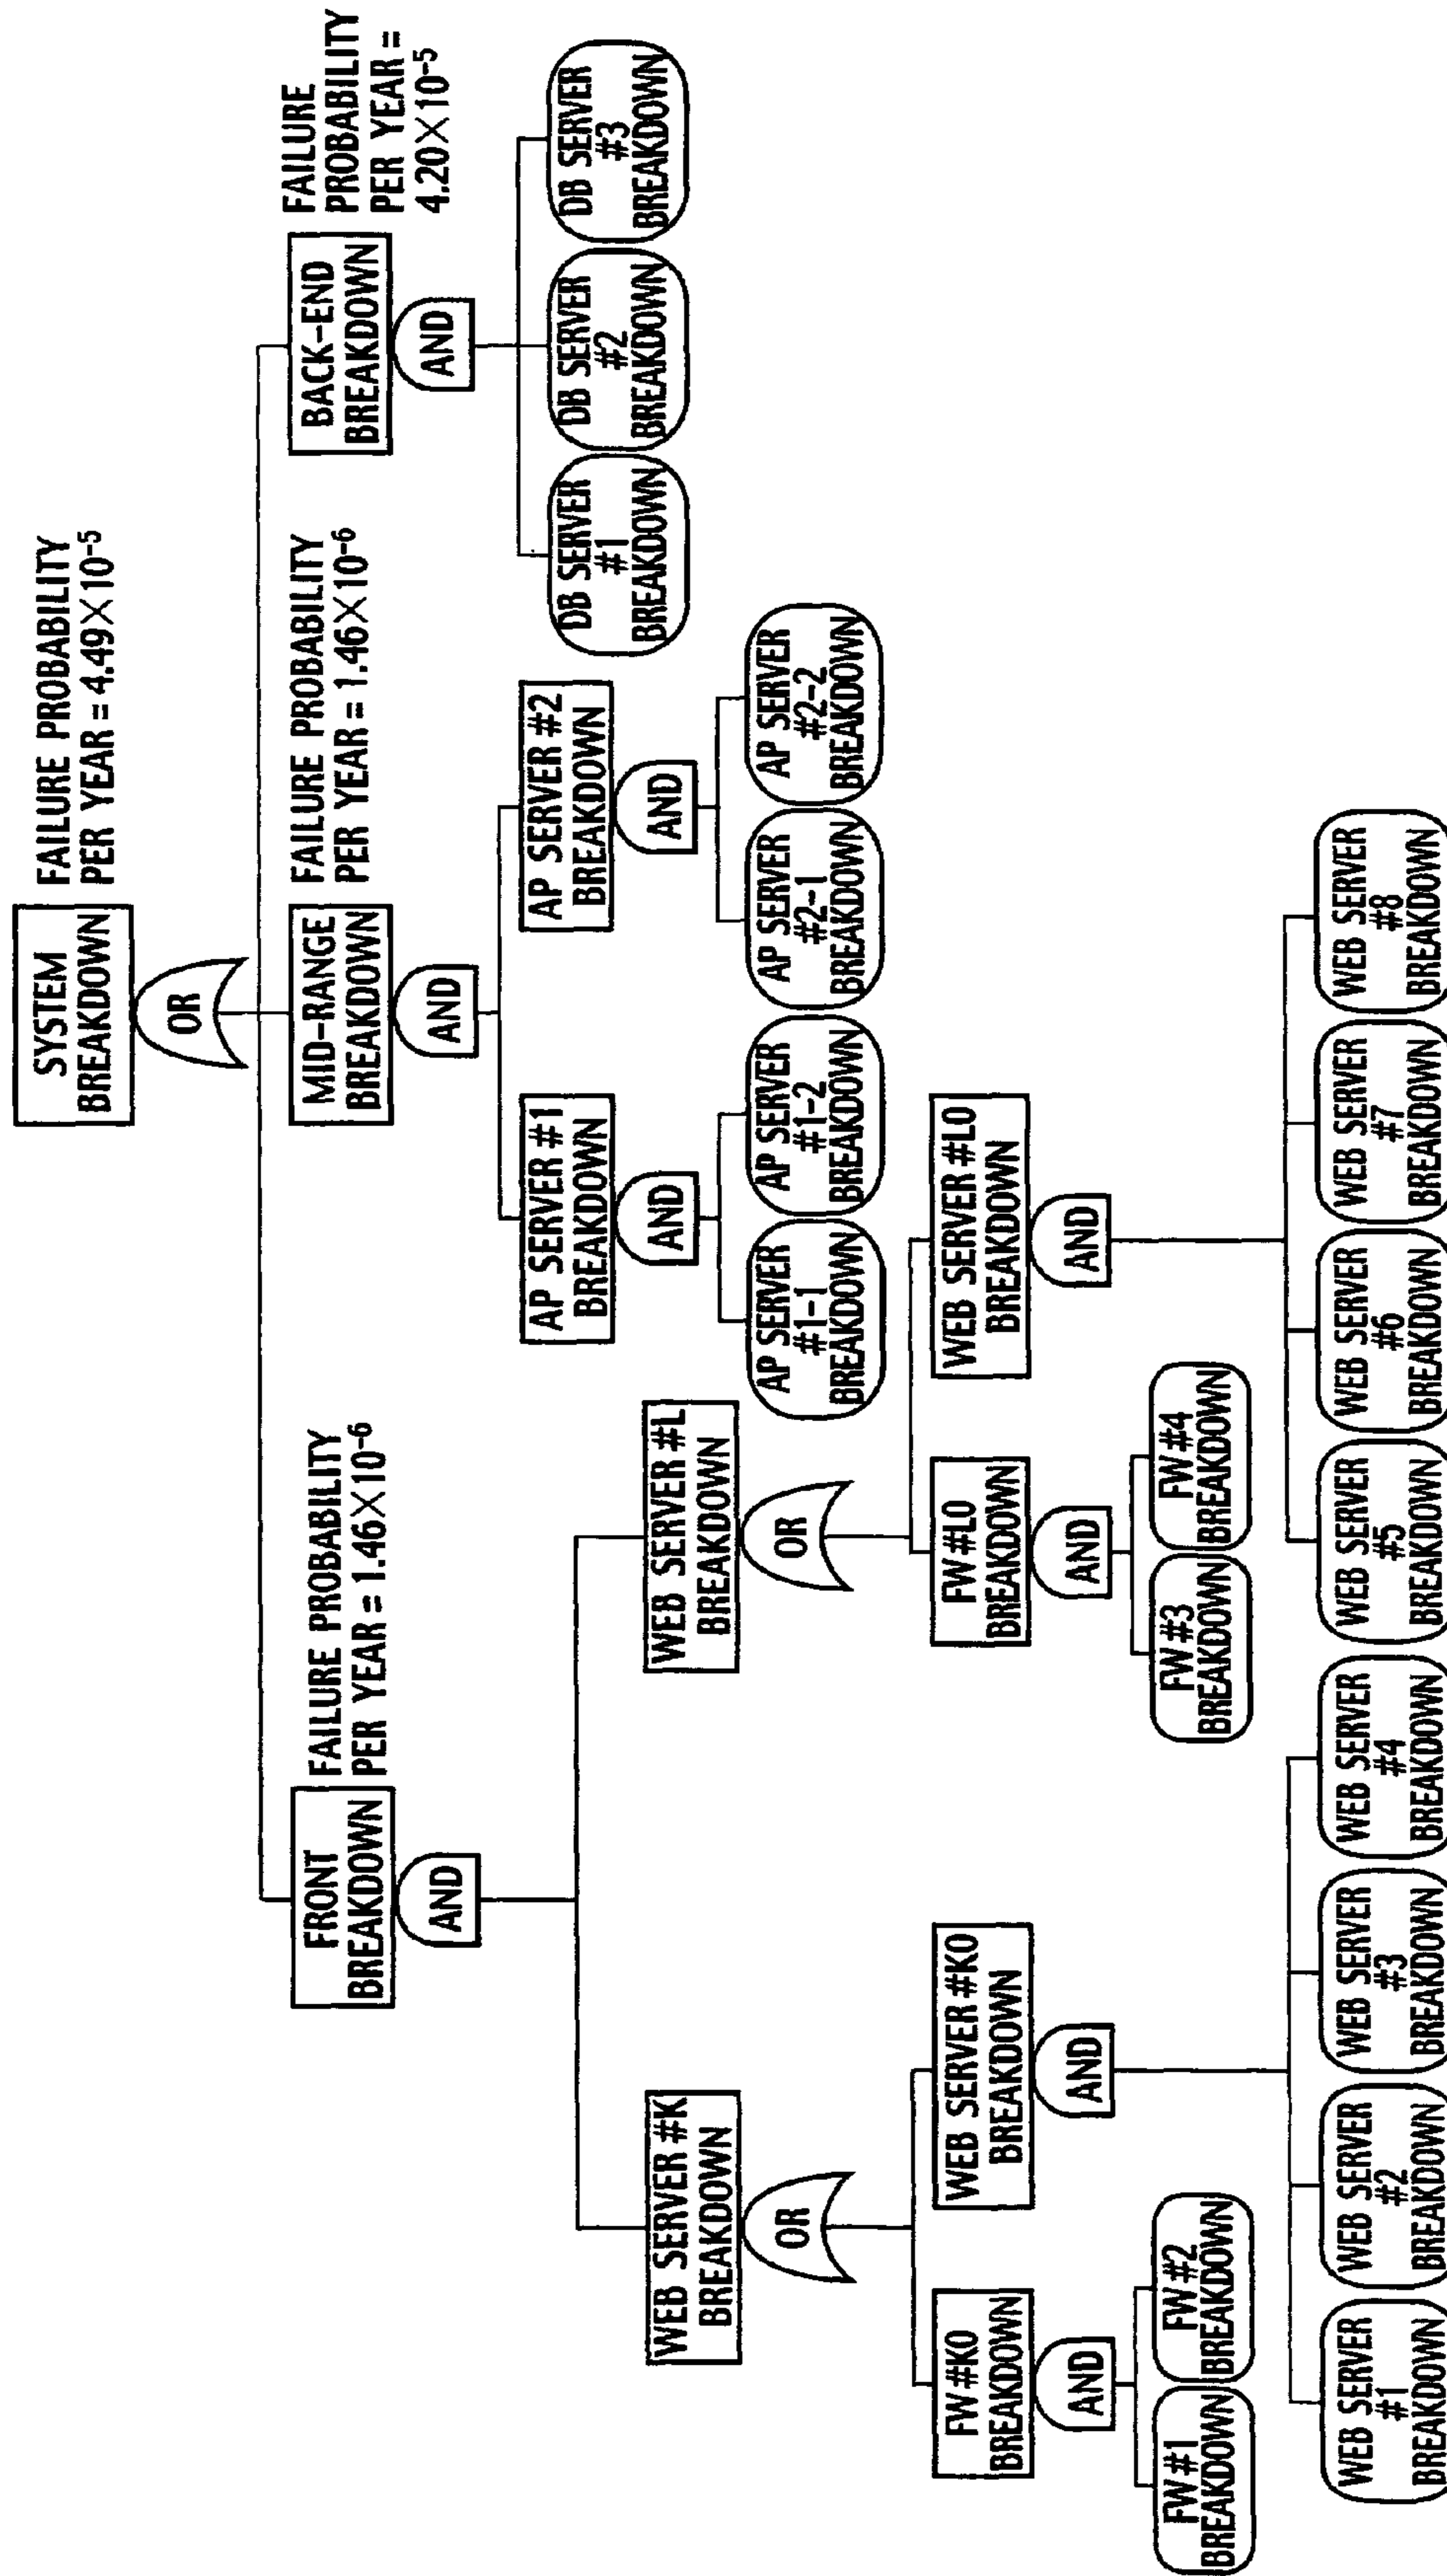 SYSTEM
BREAKDOWN
FAILURE PROBABILITY
PER YEAR = 4.49×10⁻⁵
OR
FRONT
BREAKDOWN
FAILURE PROBABILITY
PER YEAR = 1.46×10⁻⁶
AND
MID-RANGE
BREAKDOWN
FAILURE PROBABILITY
PER YEAR = 1.46×10⁻⁶
AND
BACK-END
BREAKDOWN
FAILURE
PROBABILITY
PER YEAR =
4.20×10⁻⁵
AND
AP SERVER #1
BREAKDOWN
AND
AP SERVER #2
BREAKDOWN
AND
DB SERVER
#1
BREAKDOWN
DB SERVER
#2
BREAKDOWN
DB SERVER
#3
BREAKDOWN
WEB SERVER #K
BREAKDOWN
OR
WEB SERVER #L
BREAKDOWN
OR
AP SERVER
#1-1
BREAKDOWN
AP SERVER
#1-2
BREAKDOWN
AP SERVER
#2-1
BREAKDOWN
AP SERVER
#2-2
BREAKDOWN
FW #K0
BREAKDOWN
AND
WEB SERVER #K0
BREAKDOWN
AND
FW #L0
BREAKDOWN
AND
WEB SERVER #L0
BREAKDOWN
AND
FW #1
BREAKDOWN
FW #2
BREAKDOWN
FW #3
BREAKDOWN
FW #4
BREAKDOWN
WEB SERVER
#1
BREAKDOWN
WEB SERVER
#2
BREAKDOWN
WEB SERVER
#3
BREAKDOWN
WEB SERVER
#4
BREAKDOWN
WEB SERVER
#5
BREAKDOWN
WEB SERVER
#6
BREAKDOWN
WEB SERVER
#7
BREAKDOWN
WEB SERVER
#8
BREAKDOWN